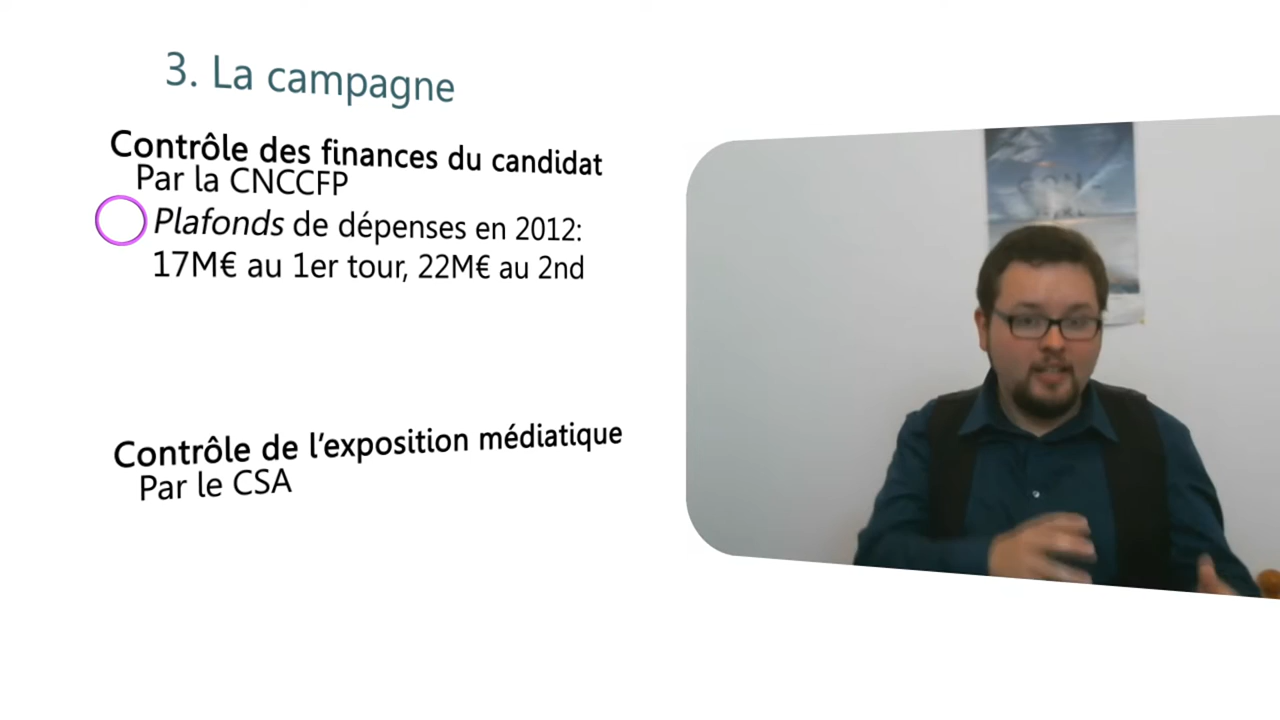 3. La campagne
Contrôle des finances du candidat
Par la CNCCFP
Plafonds de dépenses en 2012:
17M€ au 1er tour, 22M€ au 2nd
Contrôle de l’exposition médiatique
Par le CSA